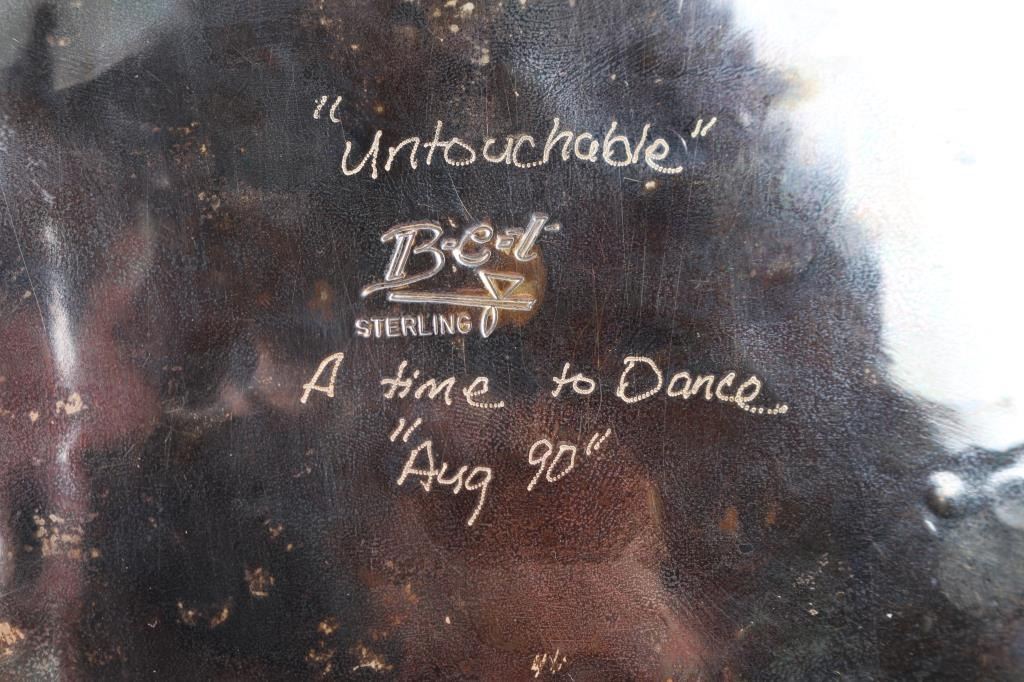 "Untouchable"
B.C.I
STERLING
A time to Dance
"Aug 90"